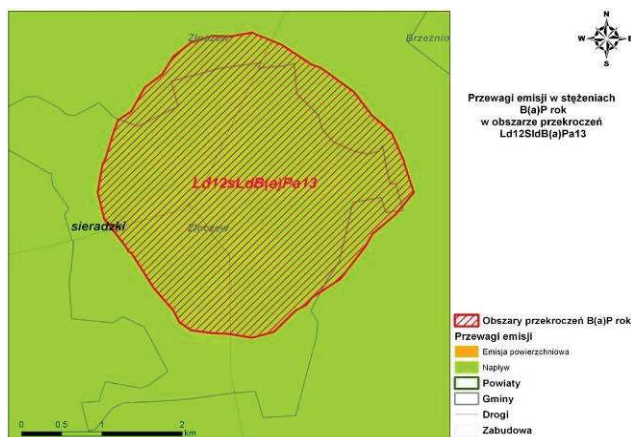 Złoczew
Brzeźnio
Ld12sLdB(a)Pa13
sieradzki
Złoczew
0 0.5 1 2
km
N
W E
S
Przewagi emisji w stężeniach
B(a)P rok
w obszarze przekroczeń
Ld12SldB(a)Pa13
Obszary przekroczeń B(a)P rok
Przewagi emisji
Emisja powierzchniowa
Napływ
Powiaty
Gminy
Drogi
Zabudowa